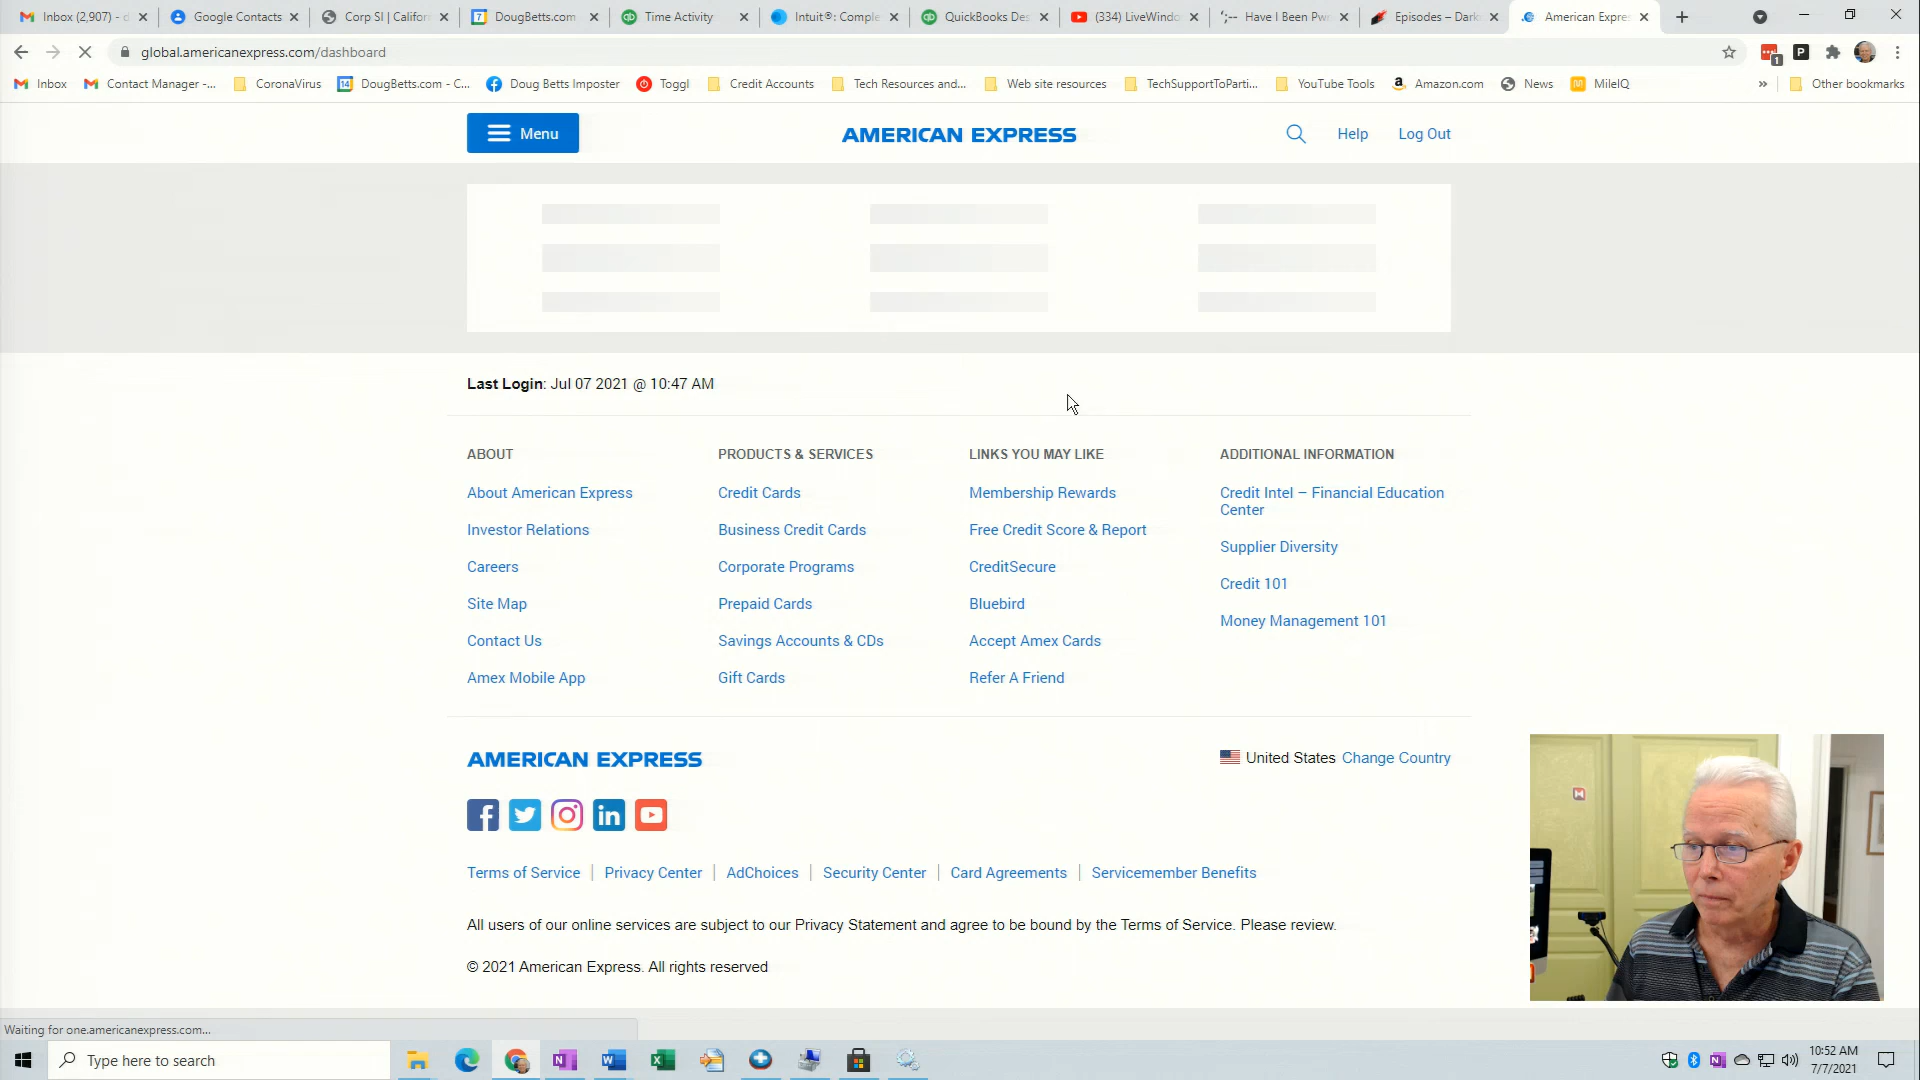 Inbox (2,907) - d
Google Contacts
Corp SI | Califor
DougBetts.com
Time Activity
Intuit®: Comple
QuickBooks Des
(334) LiveWindo
Have I Been Pwn
Episodes – Dark
American Expre
global.americanexpress.com/dashboard
1
P
Inbox
Contact Manager -...
CoronaVirus
DougBetts.com - C...
Doug Betts Imposter
Toggl
Credit Accounts
Tech Resources and...
Web site resources
TechSupportToParti...
YouTube Tools
Amazon.com
News
MileIQ
»
Other bookmarks
Menu
AMERICAN EXPRESS
Help
Log Out
Last Login: Jul 07 2021 @ 10:47 AM
ABOUT
About American Express
Investor Relations
Careers
Site Map
Contact Us
Amex Mobile App
PRODUCTS & SERVICES
Credit Cards
Business Credit Cards
Corporate Programs
Prepaid Cards
Savings Accounts & CDs
Gift Cards
LINKS YOU MAY LIKE
Membership Rewards
Free Credit Score & Report
CreditSecure
Bluebird
Accept Amex Cards
Refer A Friend
ADDITIONAL INFORMATION
Credit Intel – Financial Education
Center
Supplier Diversity
Credit 101
Money Management 101
AMERICAN EXPRESS
United States Change Country
Terms of Service | Privacy Center | AdChoices | Security Center | Card Agreements | Servicemember Benefits
All users of our online services are subject to our Privacy Statement and agree to be bound by the Terms of Service. Please review.
© 2021 American Express. All rights reserved
Waiting for one.americanexpress.com...
Type here to search
10:52 AM
7/7/2021